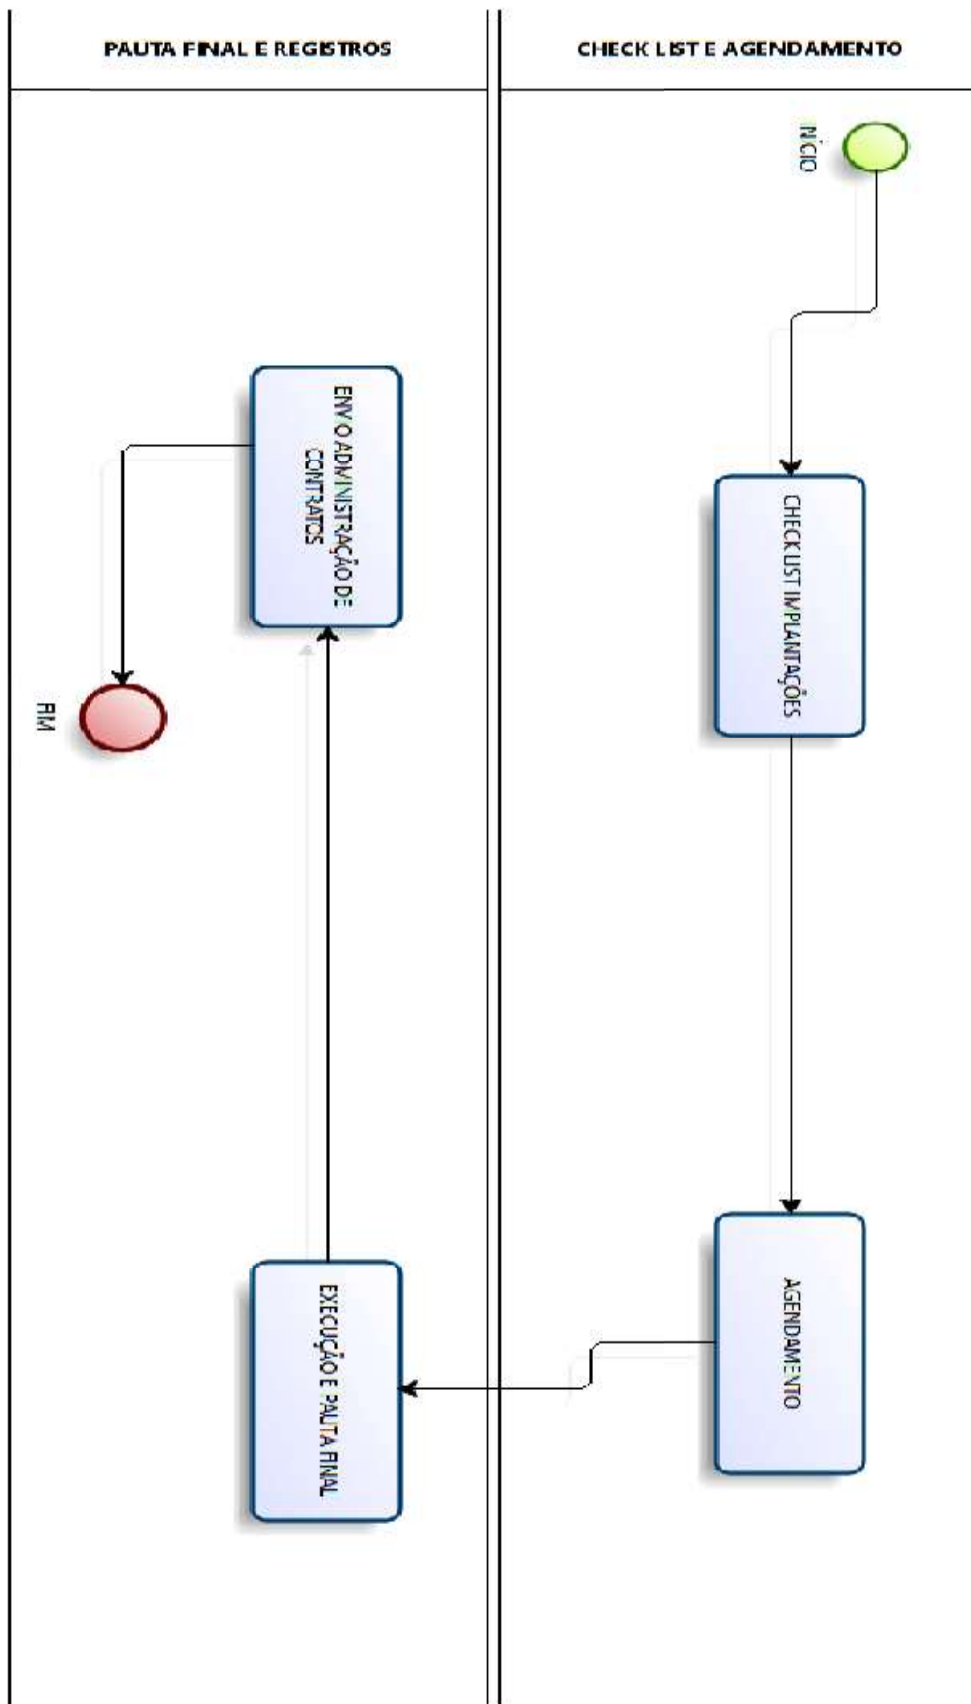 PAUTA FINAL E REGISTROS
CHECK LIST E AGENDAMENTO
INÍCIO
CHECK LIST IMPLANTAÇÕES
AGENDAMENTO
EXECUÇÃO E PAUTA FINAL
ENVIO ADMINISTRAÇÃO DE
CONTRATOS
FIM